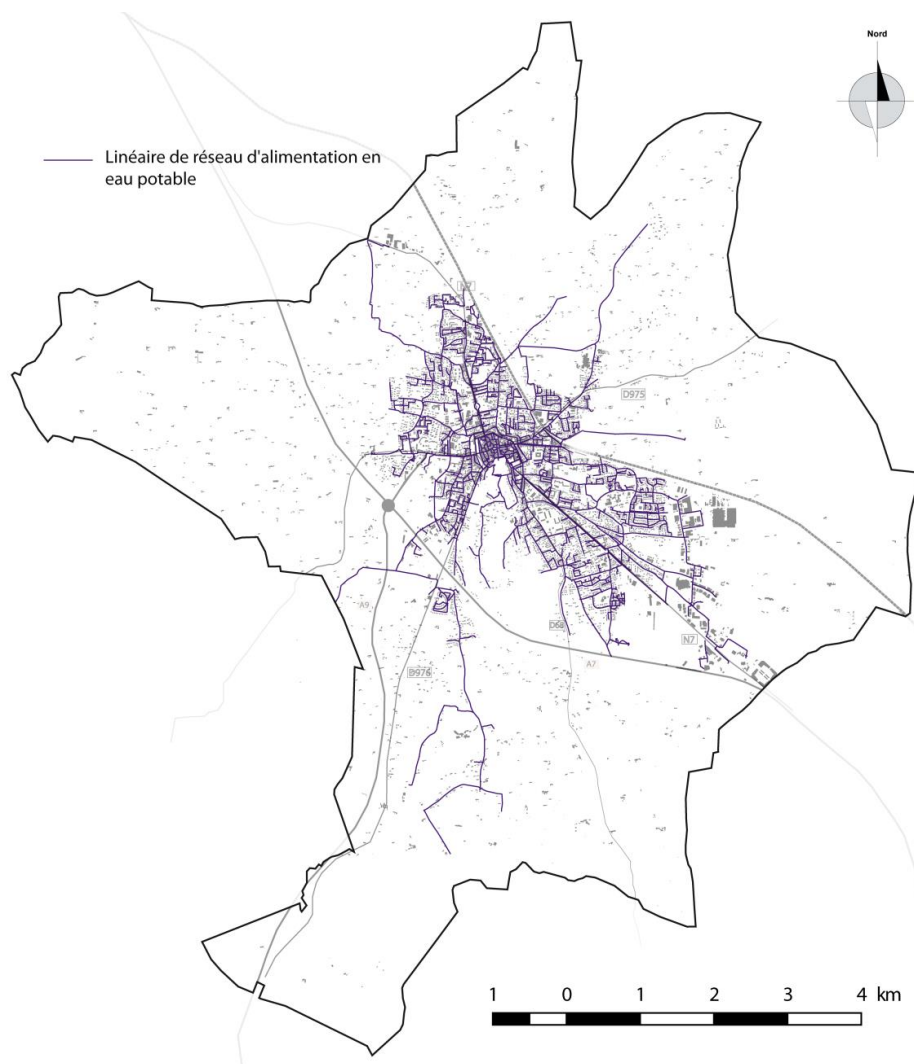 Nord
Linéaire de réseau d'alimentation en
eau potable
N7
D975
A9
D68
N7
A7
D976
1 0 1 2 3 4 km